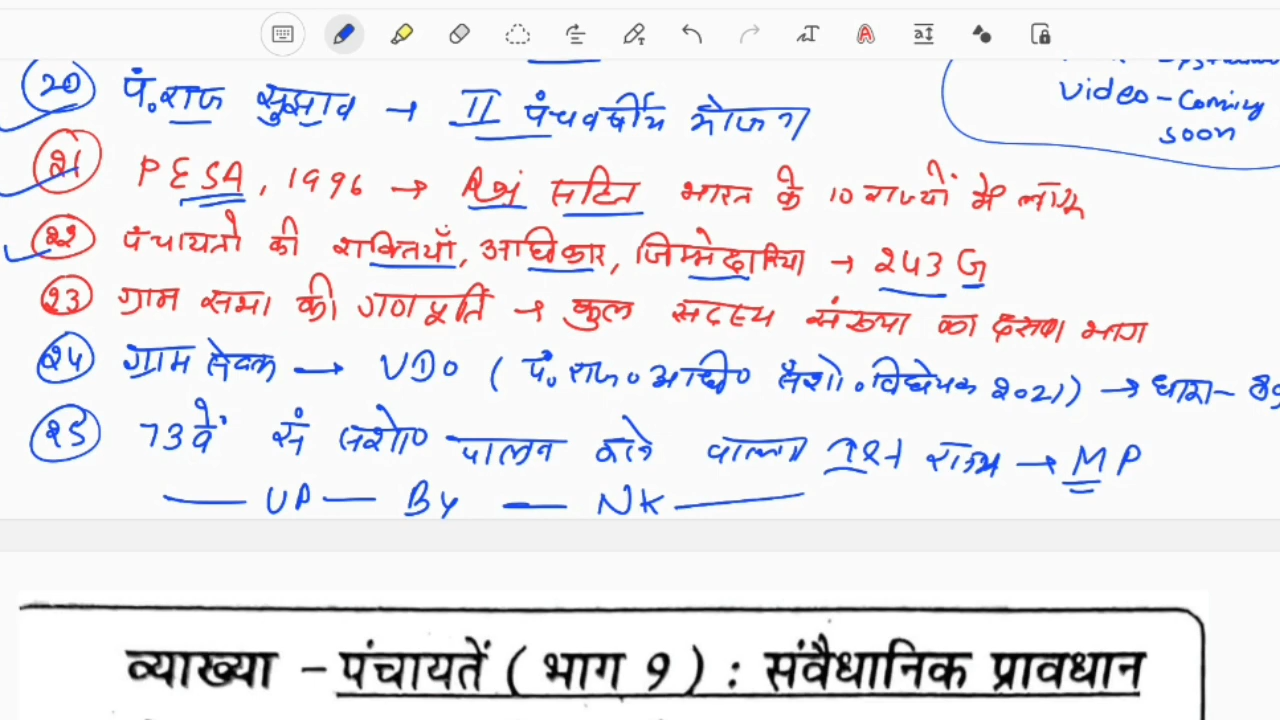 Video - Coming
soon
20 पं. राज सुझाव → II पंचवर्षीय योजना
21 PESA, 1996 → राज. सहित भारत के 10 राज्यों में लागू
22 पंचायतो की शक्तियाँ, अधिकार, जिम्मेदारिया → 243 G
23 ग्राम सभा की गणपूर्ति → कुल सदस्य संख्या का दसवा भाग
24 ग्राम सेवक → VDO ( पं. राज. अधि० संशो. विधेयक 2021) → धारा-
25 73वें सं संशो० पालन करने वाला राज्य → MP
UP — By — NK
व्याख्या - पंचायतें ( भाग 9 ) : संवैधानिक प्रावधान